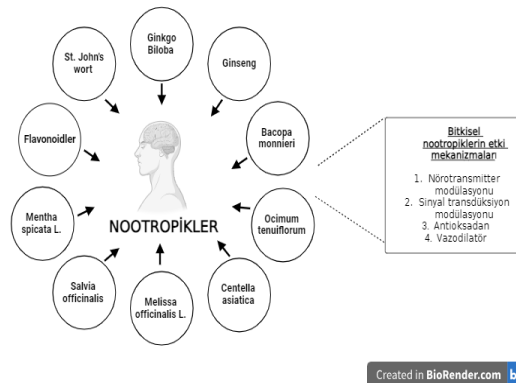 Ginkgo
Biloba
St. John's
wort
Ginseng
Flavonoidler
Bacopa
monnieri
Mentha
spicata L.
NOOTROPİKLER
Ocimum
tenuiflorum
Salvia
officinalis
Melissa
officinalis L.
Centella
asiatica
Bitkisel
nootropiklerin etki
mekanizmaları
1. Nörotransmitter
modülasyonu
2. Sinyal transdüksiyon
modülasyonu
3. Antioksadan
4. Vazodilatör
Created in BioRender.com